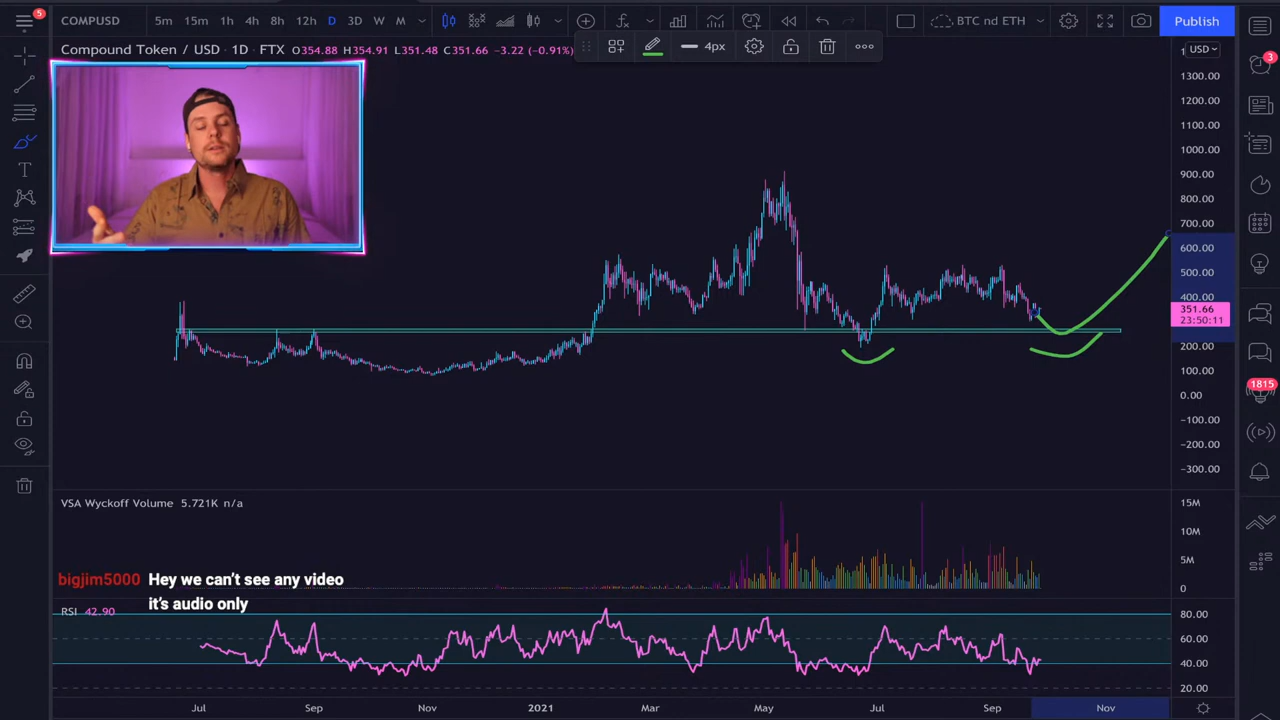 5
COMPUSD 5m 15m 1h 4h 8h 12h D 3D W M BTC nd ETH Publish
Compound Token / USD · 1D · FTX O354.88 H354.91 L351.48 C351.66 −3.22 (−0.91%)
4px
USD
3
1300.00
1200.00
1100.00
1000.00
900.00
800.00
700.00
600.00
500.00
400.00
351.66
23:50:11
200.00
100.00
0.00
−100.00
−200.00
−300.00
1815
VSA Wyckoff Volume 5.721K n/a
15M
10M
5M
0
bigjim5000 Hey we can't see any video
it's audio only
RSI 42.90
80.00
60.00
40.00
20.00
Jul Sep Nov 2021 Mar May Jul Sep Nov